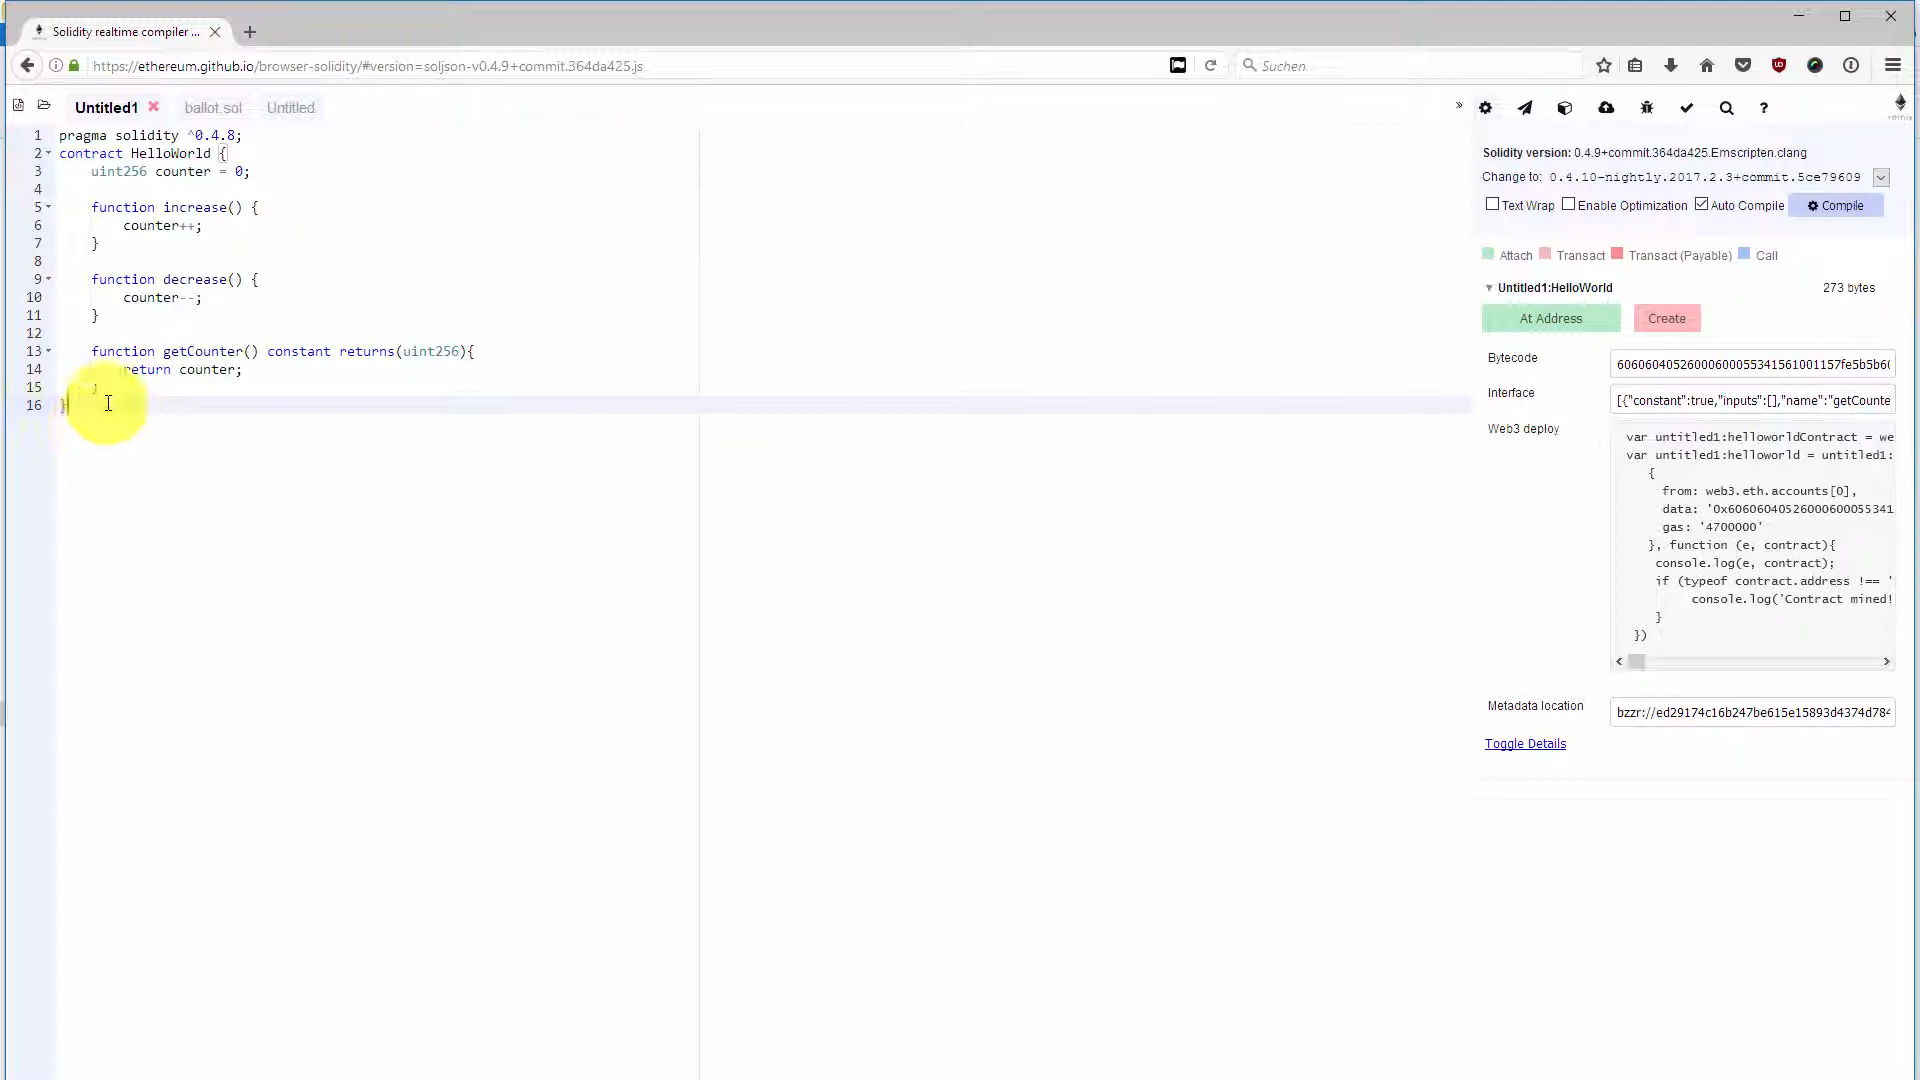 Solidity realtime compiler ...
https://ethereum.github.io/browser-solidity/#version=soljson-v0.4.9+commit.364da425.js
Suchen
Untitled1
ballot.sol
Untitled
remix
1 pragma solidity ^0.4.8;
2 contract HelloWorld {
3 uint256 counter = 0;
4
5 function increase() {
6 counter++;
7 }
8
9 function decrease() {
10 counter--;
11 }
12
13 function getCounter() constant returns(uint256){
14 return counter;
15 }
16 }
Solidity version: 0.4.9+commit.364da425.Emscripten.clang
Change to: 0.4.10-nightly.2017.2.3+commit.5ce79609
Text Wrap Enable Optimization Auto Compile Compile
Attach Transact Transact (Payable) Call
Untitled1:HelloWorld 273 bytes
At Address Create
Bytecode 
Interface [{"constant":true,"inputs":[],"name":"getCounte
Web3 deploy
var untitled1:helloworldContract = we
var untitled1:helloworld = untitled1:
{
from: web3.eth.accounts[0],
data: '0x60606040526000600055341
gas: '4700000'
}, function (e, contract){
console.log(e, contract);
if (typeof contract.address !== '
console.log('Contract mined!
}
})
Metadata location bzzr://ed29174c16b247be615e15893d4374d784
Toggle Details